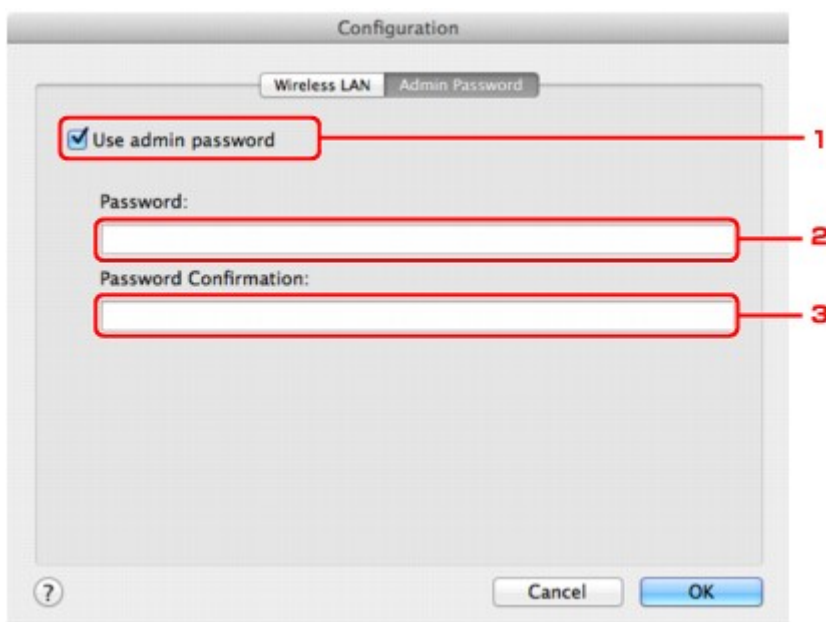 Configuration
Wireless LAN
Admin Password
Use admin password
1
Password:
2
Password Confirmation:
3
?
Cancel
OK